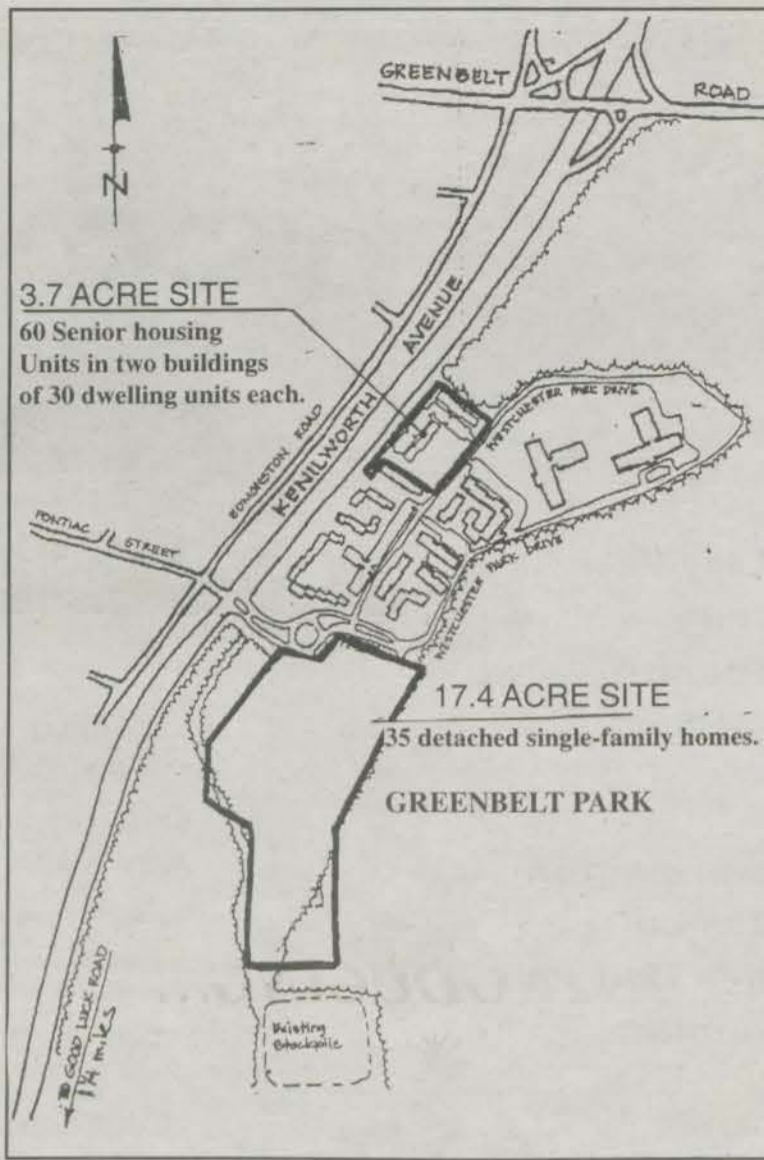 GREENBELT ROAD
N
3.7 ACRE SITE
60 Senior housing
Units in two buildings
of 30 dwelling units each.
KENILWORTH AVENUE
EDMONSTON ROAD
WESTCHESTER PARK DRIVE
PONTIAC STREET
WESTCHESTER PARK DRIVE
17.4 ACRE SITE
35 detached single-family homes.
GREENBELT PARK
TO GOOD LUCK ROAD
1 1/4 miles
Existing
Stockpile